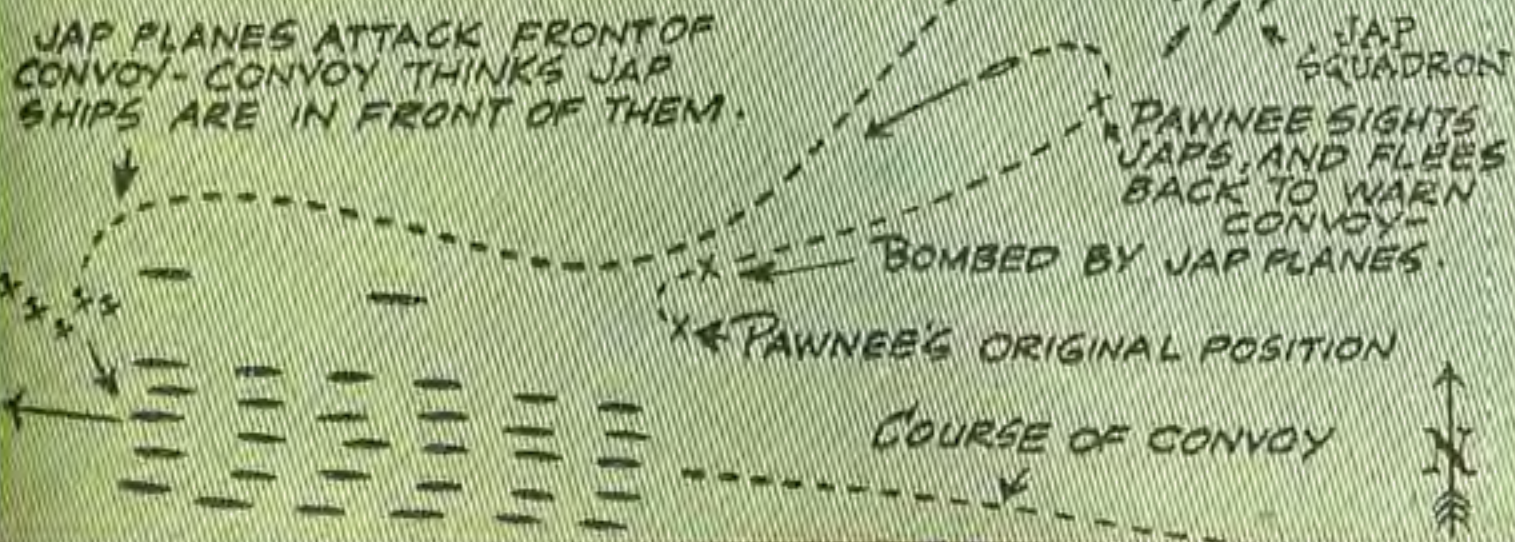 JAP PLANES ATTACK FRONT OF
CONVOY- CONVOY THINKS JAP
SHIPS ARE IN FRONT OF THEM.
JAP
SQUADRON
PAWNEE SIGHTS
JAPS, AND FLEES
BACK TO WARN
CONVOY-
BOMBED BY JAP PLANES.
PAWNEE'S ORIGINAL POSITION
COURSE OF CONVOY
N